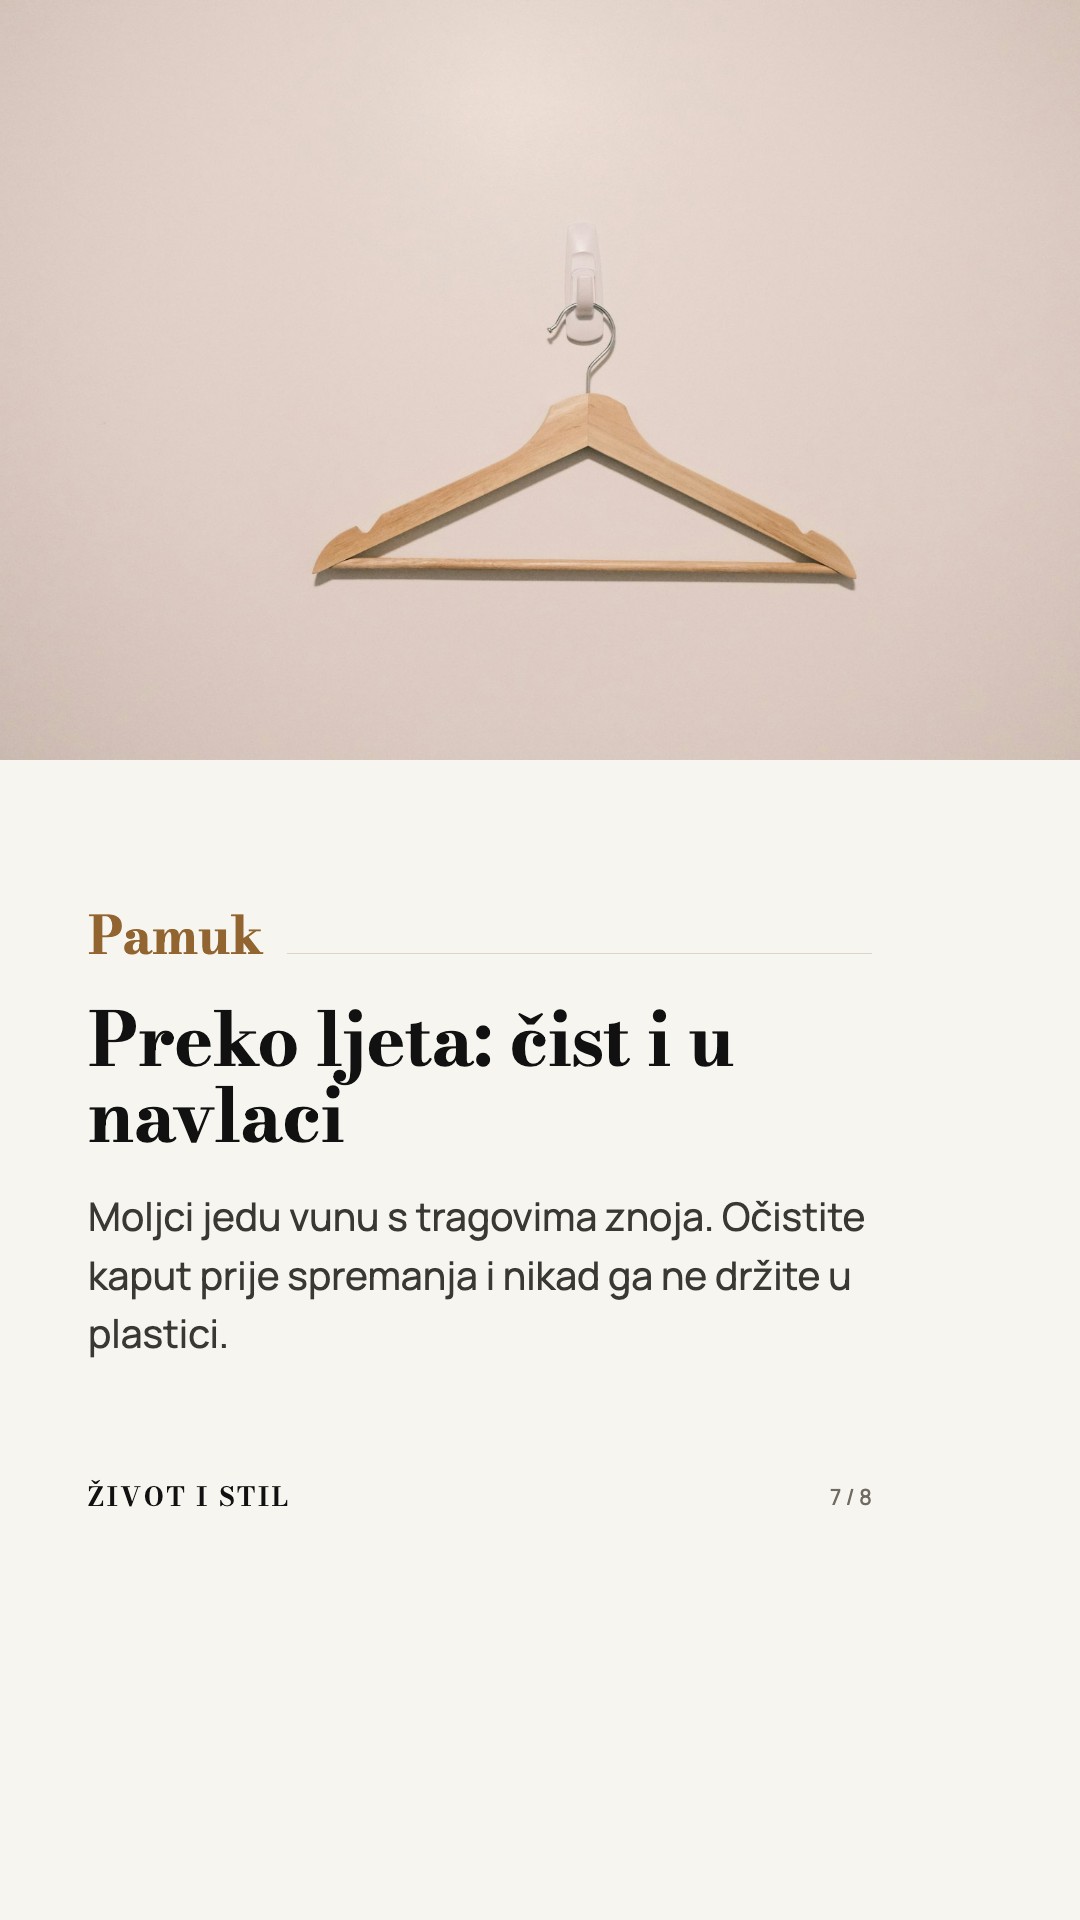 Pamuk
Preko ljeta: čist i u
navlaci
Moljci jedu vunu s tragovima znoja. Očistite
kaput prije spremanja i nikad ga ne držite u
plastici.
ŽIVOT I STIL
7 / 8